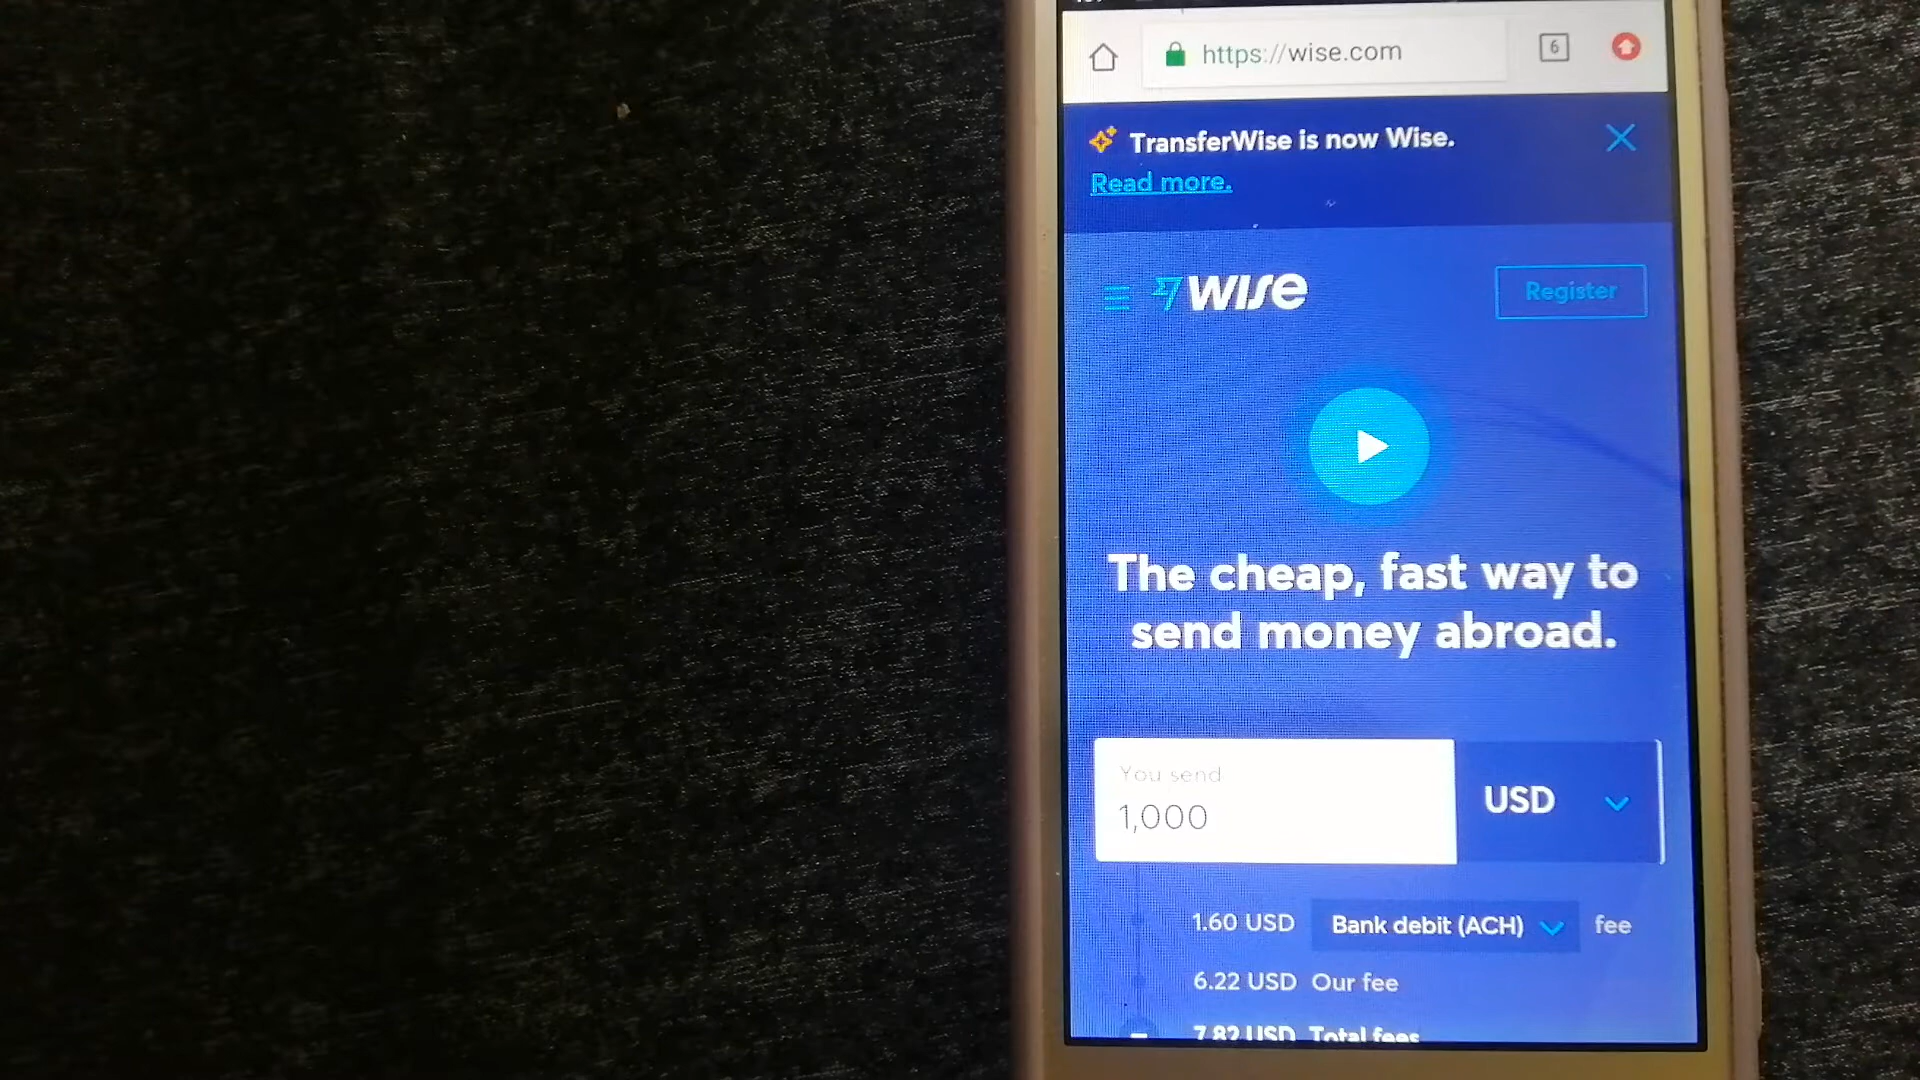 https://wise.com
6
TransferWise is now Wise.
Read more.
wise
Register
The cheap, fast way to
send money abroad.
You send
1,000
USD
1.60 USD Bank debit (ACH) fee
6.22 USD Our fee
7.82 USD Total fees